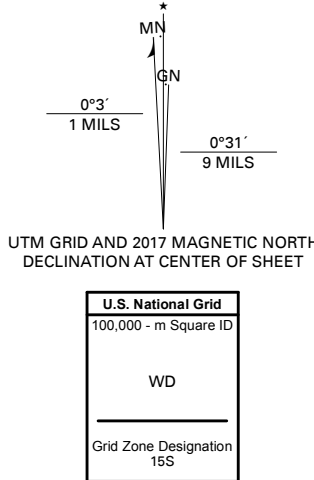 MN
GN
0°3´
1 MILS
0°31´
9 MILS
UTM GRID AND 2017 MAGNETIC NORTH
DECLINATION AT CENTER OF SHEET
U.S. National Grid
100,000 - m Square ID
WD
Grid Zone Designation
15S